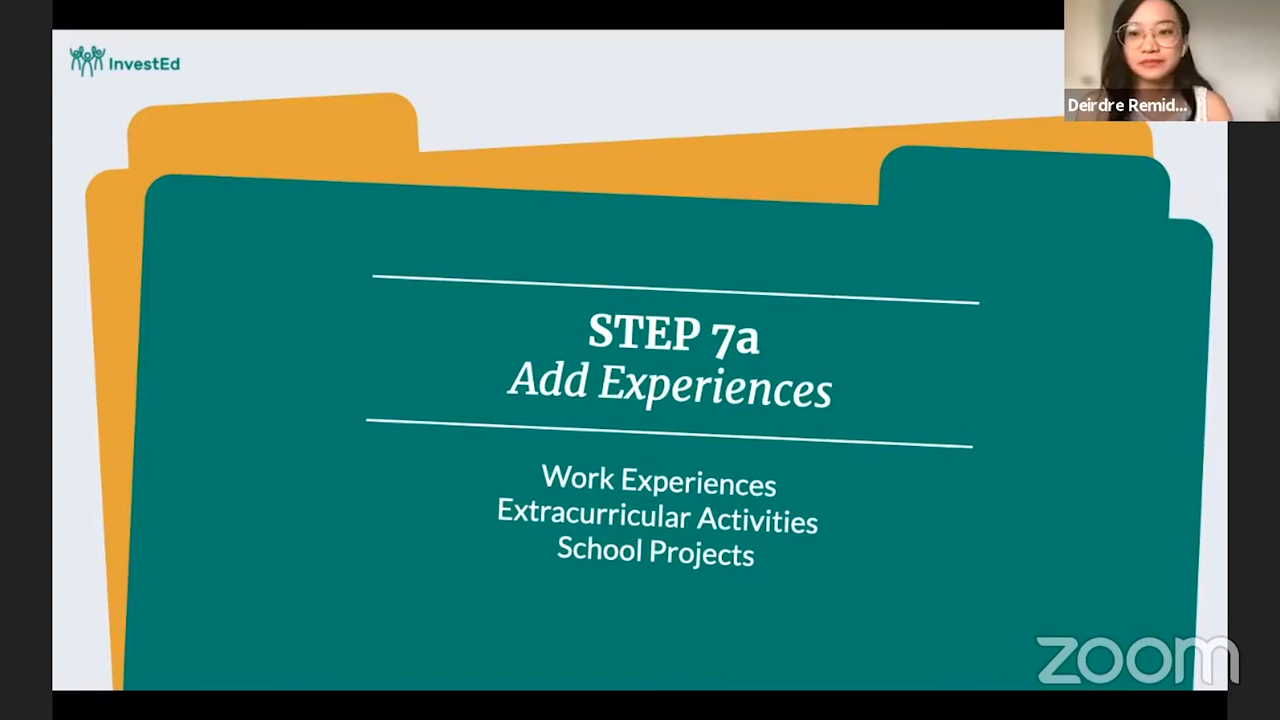 InvestEd
Deirdre Remid...
STEP 7a
Add Experiences
Work Experiences
Extracurricular Activities
School Projects
zoom